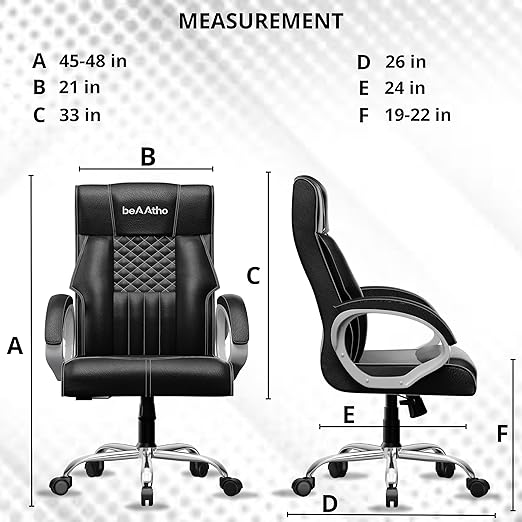 MEASUREMENT
A 45-48 in
B 21 in
C 33 in
D 26 in
E 24 in
F 19-22 in
B
beAAtho
A
C
E
F
D